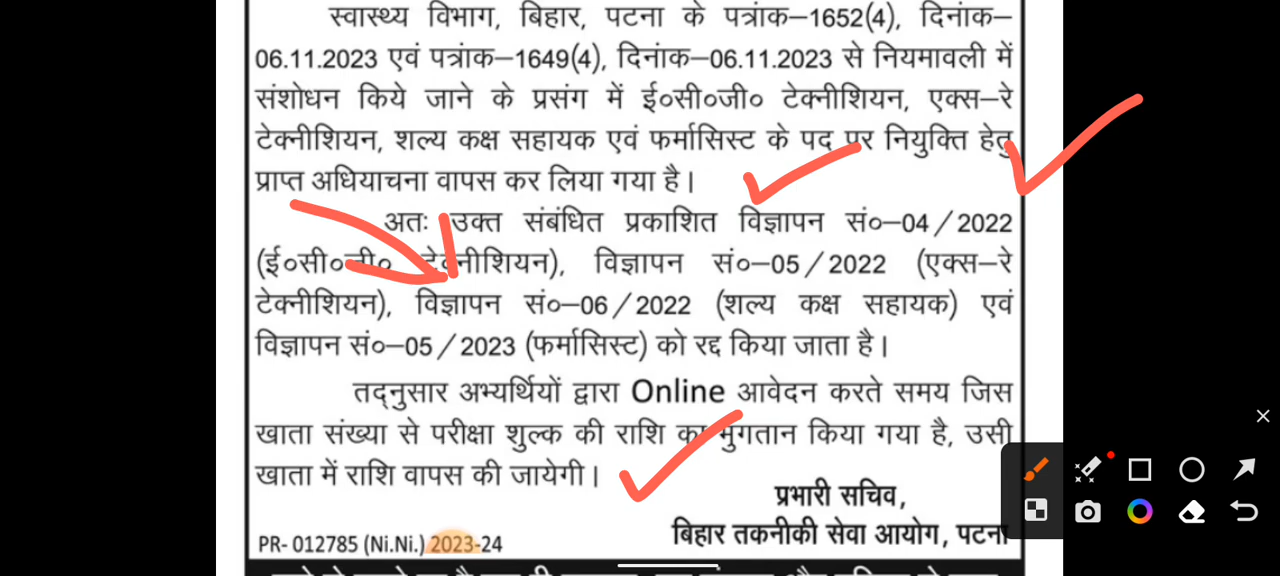 स्वास्थ्य विभाग, बिहार, पटना के पत्रांक–1652(4), दिनांक–
06.11.2023 एवं पत्रांक–1649(4), दिनांक–06.11.2023 से नियमावली में
संशोधन किये जाने के प्रसंग में ई०सी०जी० टेक्नीशियन, एक्स–रे
टेक्नीशियन, शल्य कक्ष सहायक एवं फर्मासिस्ट के पद पर नियुक्ति हेतु
प्राप्त अधियाचना वापस कर लिया गया है।
अतः उक्त संबंधित प्रकाशित विज्ञापन सं०–04/2022
(ई०सी०जी० टेक्नीशियन), विज्ञापन सं०–05/2022 (एक्स–रे
टेक्नीशियन), विज्ञापन सं०–06/2022 (शल्य कक्ष सहायक) एवं
विज्ञापन सं०–05/2023 (फर्मासिस्ट) को रद्द किया जाता है।
तद्नुसार अभ्यर्थियों द्वारा Online आवेदन करते समय जिस
खाता संख्या से परीक्षा शुल्क की राशि का भुगतान किया गया है, उसी
खाता में राशि वापस की जायेगी।
प्रभारी सचिव,
बिहार तकनीकी सेवा आयोग, पटना
PR- 012785 (Ni.Ni.) 2023-24